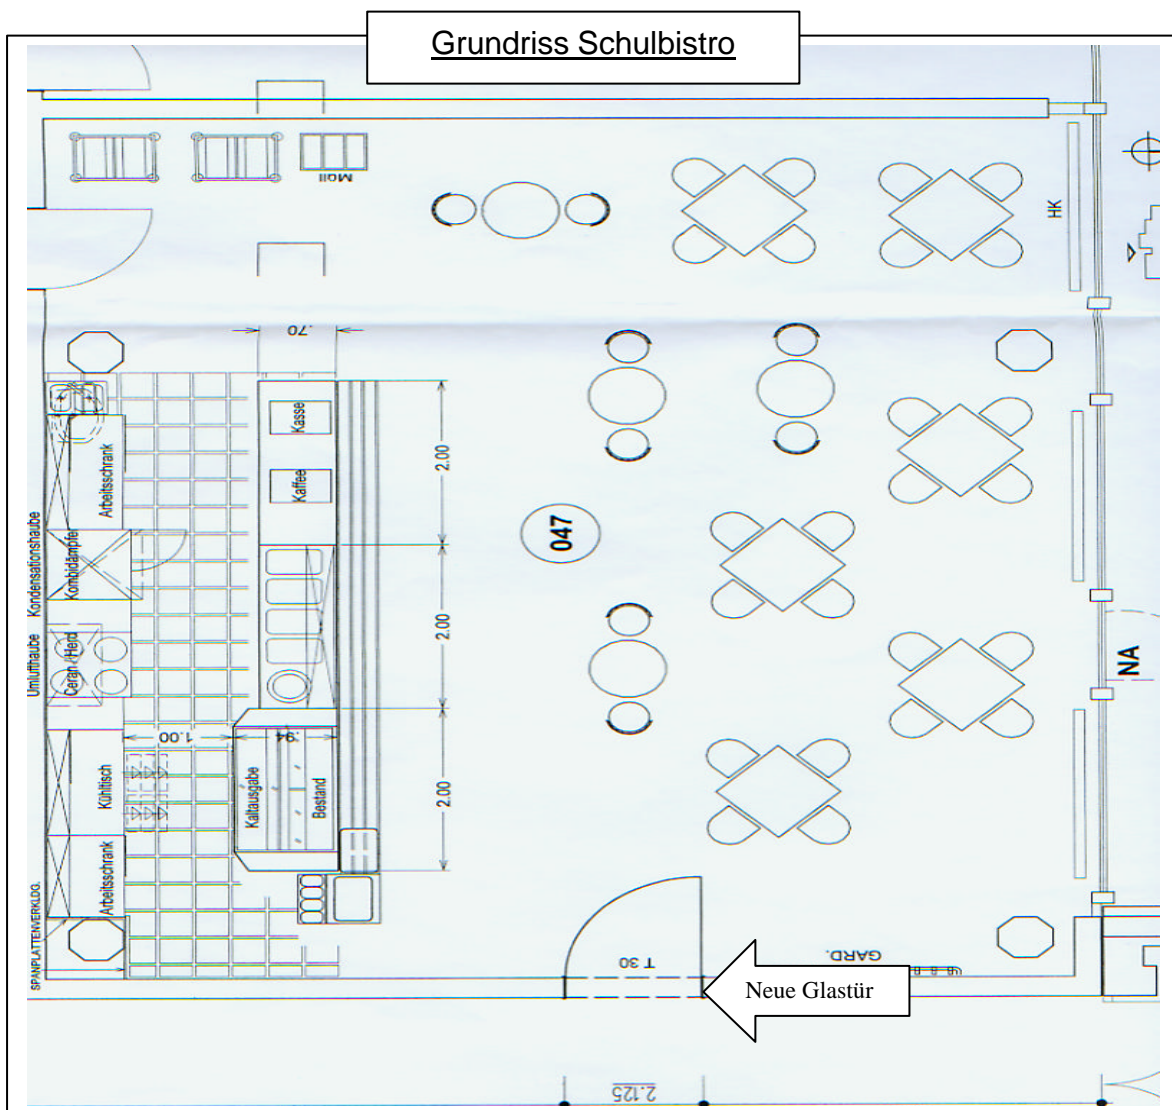 Grundriss Schulbistro
Mall
HK
.70
Kasse
Kaffee
2.00
2.00
2.00
Arbeitsschrank
Kombidämpfer
Kondensationshaube
Umlufthaube
Ceran / Herd
047
NA
1.00
.94
Kühltisch
Kaltausgabe
Bestand
Arbeitsschrank
SPANPLATTENVERKLDG.
T 30
GARD.
Neue Glastür
2.125